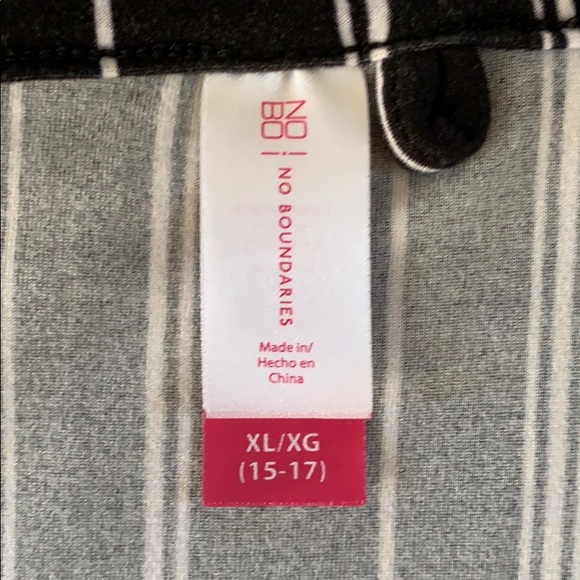 NO
BO
NO BOUNDARIES
Made in/
Hecho en
China
XL/XG
(15-17)